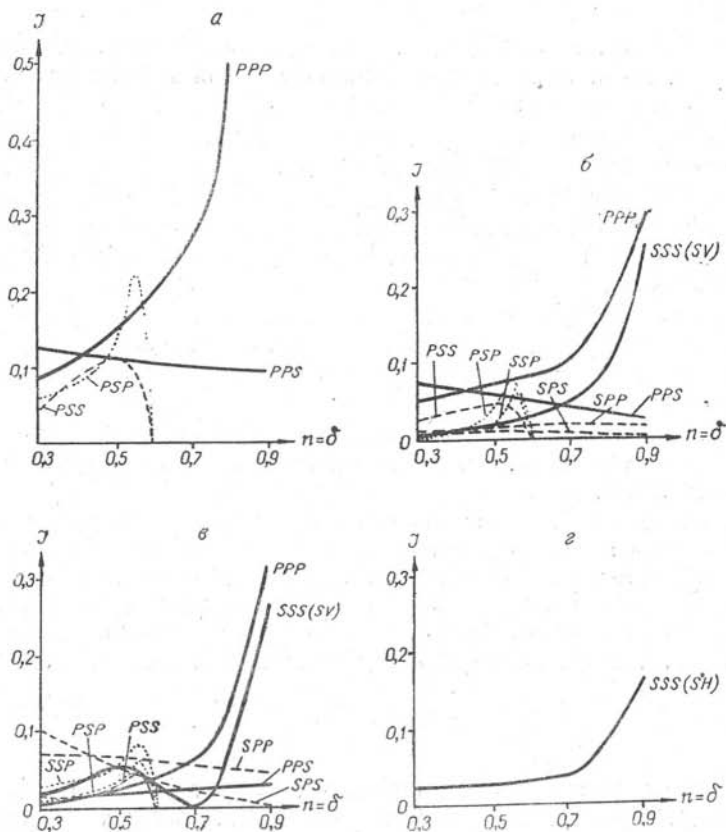 J а
0,5
PPP
0,4
0,3
0,2
0,1
PPS
PSP
PSS
0,3 0,5 0,7 0,9 n=δ
J б
0,3
PPP
SSS(SV)
0,2
0,1
PSS PSP SSP SPS SPP PPS
0
0,3 0,5 0,7 0,9 n=δ
J в
0,3
PPP
SSS(SV)
0,2
0,1
SSP PSP PSS SPP
PPS
SPS
0
0,3 0,5 0,7 0,9 n=δ
J г
0,3
0,2
SSS(SH)
0,1
0
0,3 0,5 0,7 0,9 n=δ